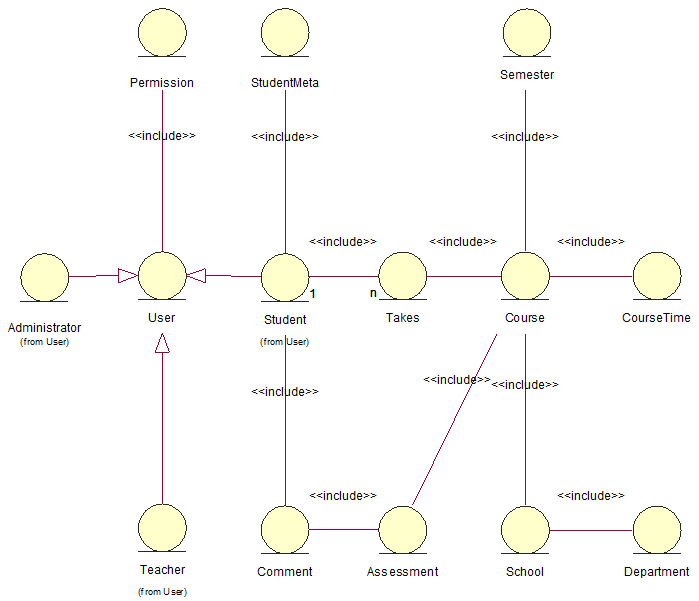 Permission
StudentMeta
Semester
<<include>>
<<include>>
<<include>>
<<include>>
<<include>>
<<include>>
1
n
Administrator
(from User)
User
Student
(from User)
Takes
Course
CourseTime
<<include>>
<<include>>
<<include>>
<<include>>
<<include>>
Teacher
(from User)
Comment
Assessment
School
Department